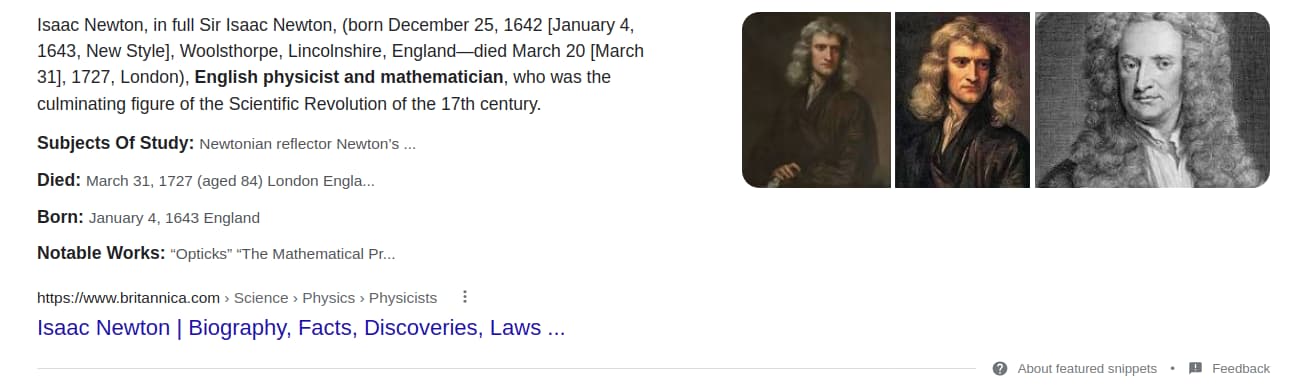 Isaac Newton, in full Sir Isaac Newton, (born December 25, 1642 [January 4,
1643, New Style], Woolsthorpe, Lincolnshire, England—died March 20 [March
31], 1727, London), English physicist and mathematician, who was the
culminating figure of the Scientific Revolution of the 17th century.
Subjects Of Study: Newtonian reflector Newton’s ...
Died: March 31, 1727 (aged 84) London Engla...
Born: January 4, 1643 England
Notable Works: “Opticks” “The Mathematical Pr...
https://www.britannica.com › Science › Physics › Physicists
Isaac Newton | Biography, Facts, Discoveries, Laws ...
About featured snippets • Feedback